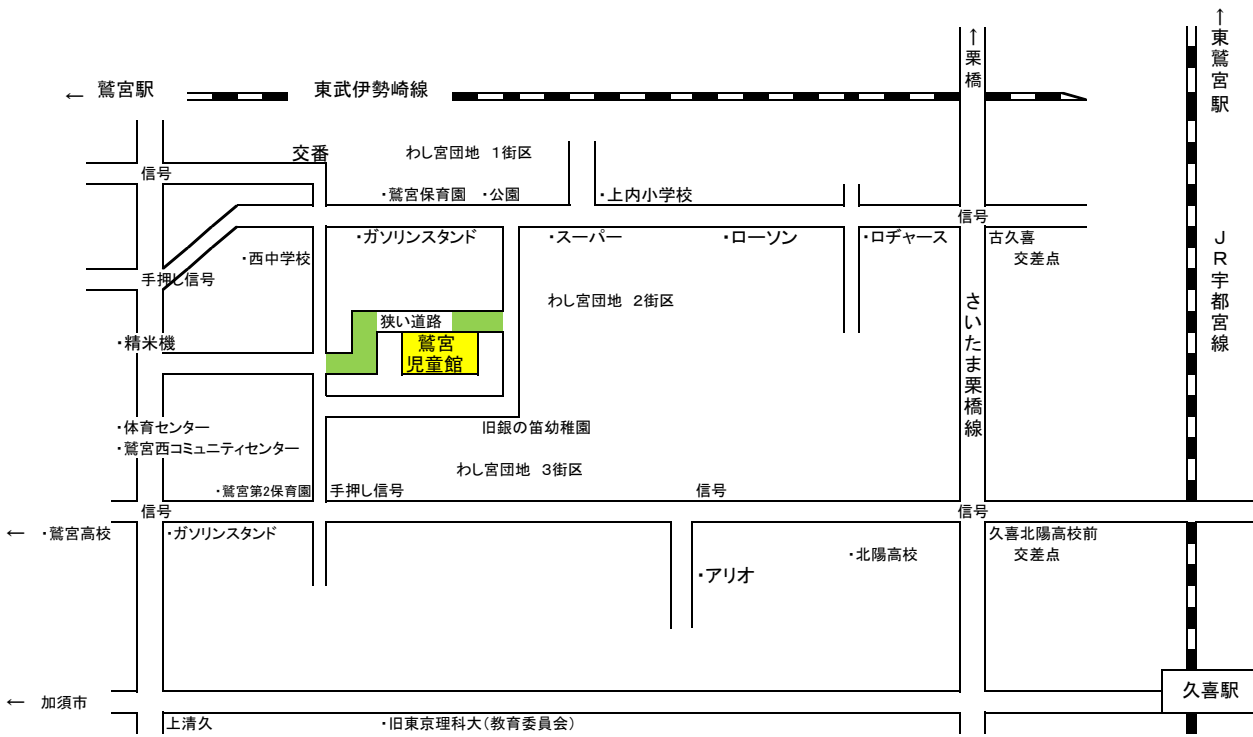 ↑東鷲宮駅
↑栗橋
← 鷲宮駅
東武伊勢崎線
交番
わし宮団地 1街区
信号
・鷲宮保育園 ・公園
・上内小学校
信号
・ガソリンスタンド
・スーパー
・ローソン
・ロヂャース
古久喜
交差点
JR宇都宮線
・西中学校
手押し信号
わし宮団地 2街区
さいたま栗橋線
狭い道路
・精米機
鷲宮
児童館
・体育センター
・鷲宮西コミュニティセンター
旧銀の笛幼稚園
わし宮団地 3街区
・鷲宮第2保育園
手押し信号
信号
信号
信号
← ・鷲宮高校
・ガソリンスタンド
久喜北陽高校前
交差点
・北陽高校
・アリオ
久喜駅
← 加須市
上清久
・旧東京理科大(教育委員会)